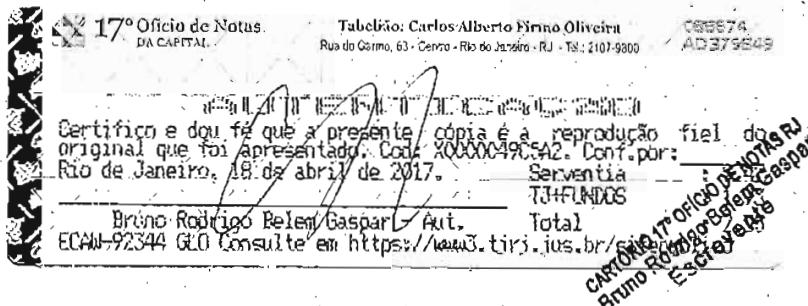 17º Ofício de Notas
DA CAPITAL
Tabelião: Carlos Alberto Firmo Oliveira
Rua do Carmo, 63 - Centro - Rio de Janeiro - RJ - Tel.: 2107-9800
AD379549
Certifico e dou fé que a presente cópia é a reprodução fiel do
original que foi apresentado. Cod: X0000049C5A2. Conf.por:
Rio de Janeiro, 18 de abril de 2017.
Serventia
TJ+FUNDOS
Bruno Rodrigo Belem Gaspar - Aut.
Total
ECAW-92344 GLO Consulte em https://www3.tjrj.jus.br/
CARTÓRIO 17º OFÍCIO DE NOTAS RJ
Bruno Rodrigo Belem Gaspar
Escrevente